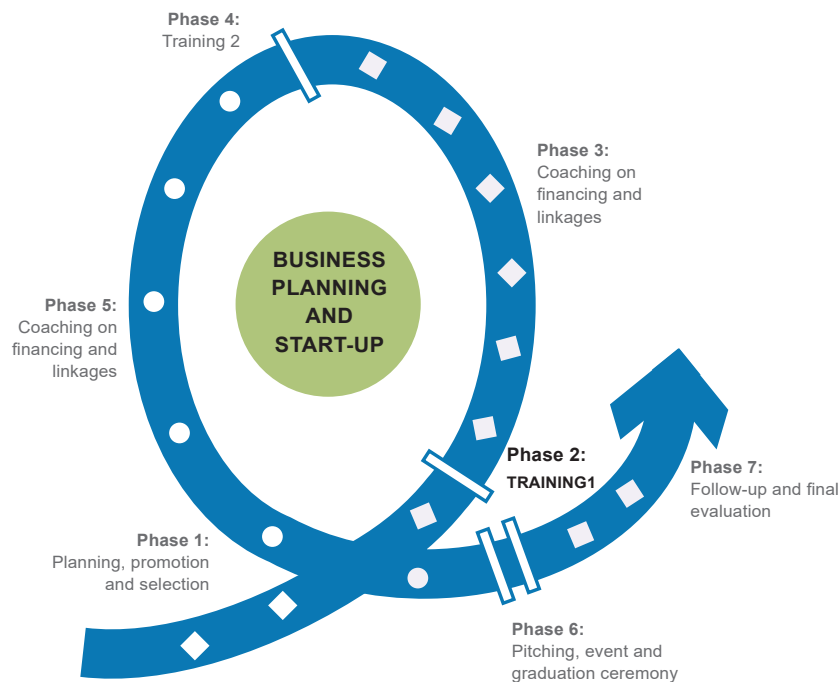 Phase 4:
Training 2
Phase 3:
Coaching on
financing and
linkages
BUSINESS
PLANNING
AND
START-UP
Phase 5:
Coaching on
financing and
linkages
Phase 2:
TRAINING1
Phase 7:
Follow-up and final
evaluation
Phase 1:
Planning, promotion
and selection
Phase 6:
Pitching, event and
graduation ceremony